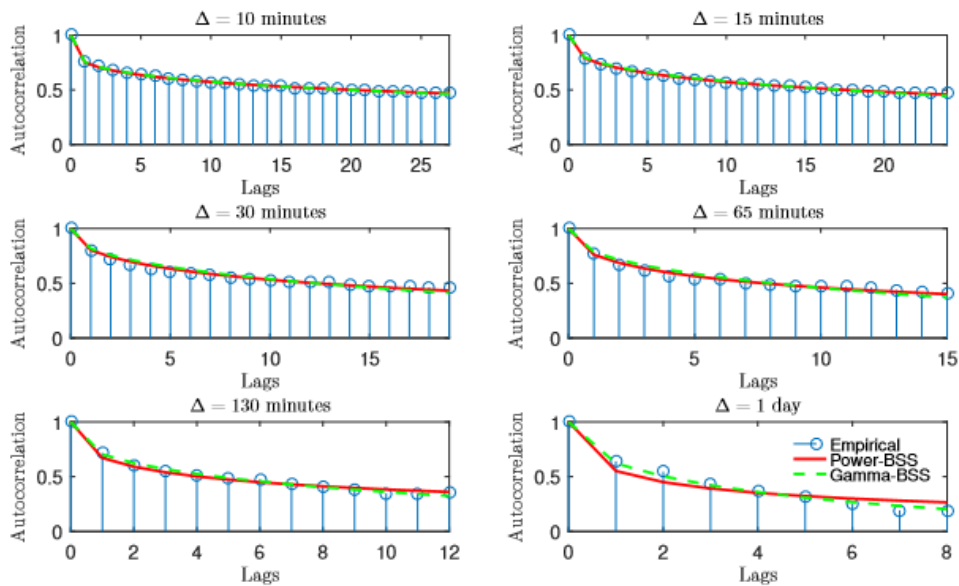 Δ = 10 minutes
Autocorrelation
1
0.5
0
0 5 10 15 20 25
Lags
Δ = 15 minutes
Autocorrelation
1
0.5
0
0 5 10 15 20
Lags
Δ = 30 minutes
Autocorrelation
1
0.5
0
0 5 10 15
Lags
Δ = 65 minutes
Autocorrelation
1
0.5
0
0 5 10 15
Lags
Δ = 130 minutes
Autocorrelation
1
0.5
0
0 2 4 6 8 10 12
Lags
Δ = 1 day
Autocorrelation
1
0.5
0
0 2 4 6 8
Lags
Empirical
Power-BSS
Gamma-BSS